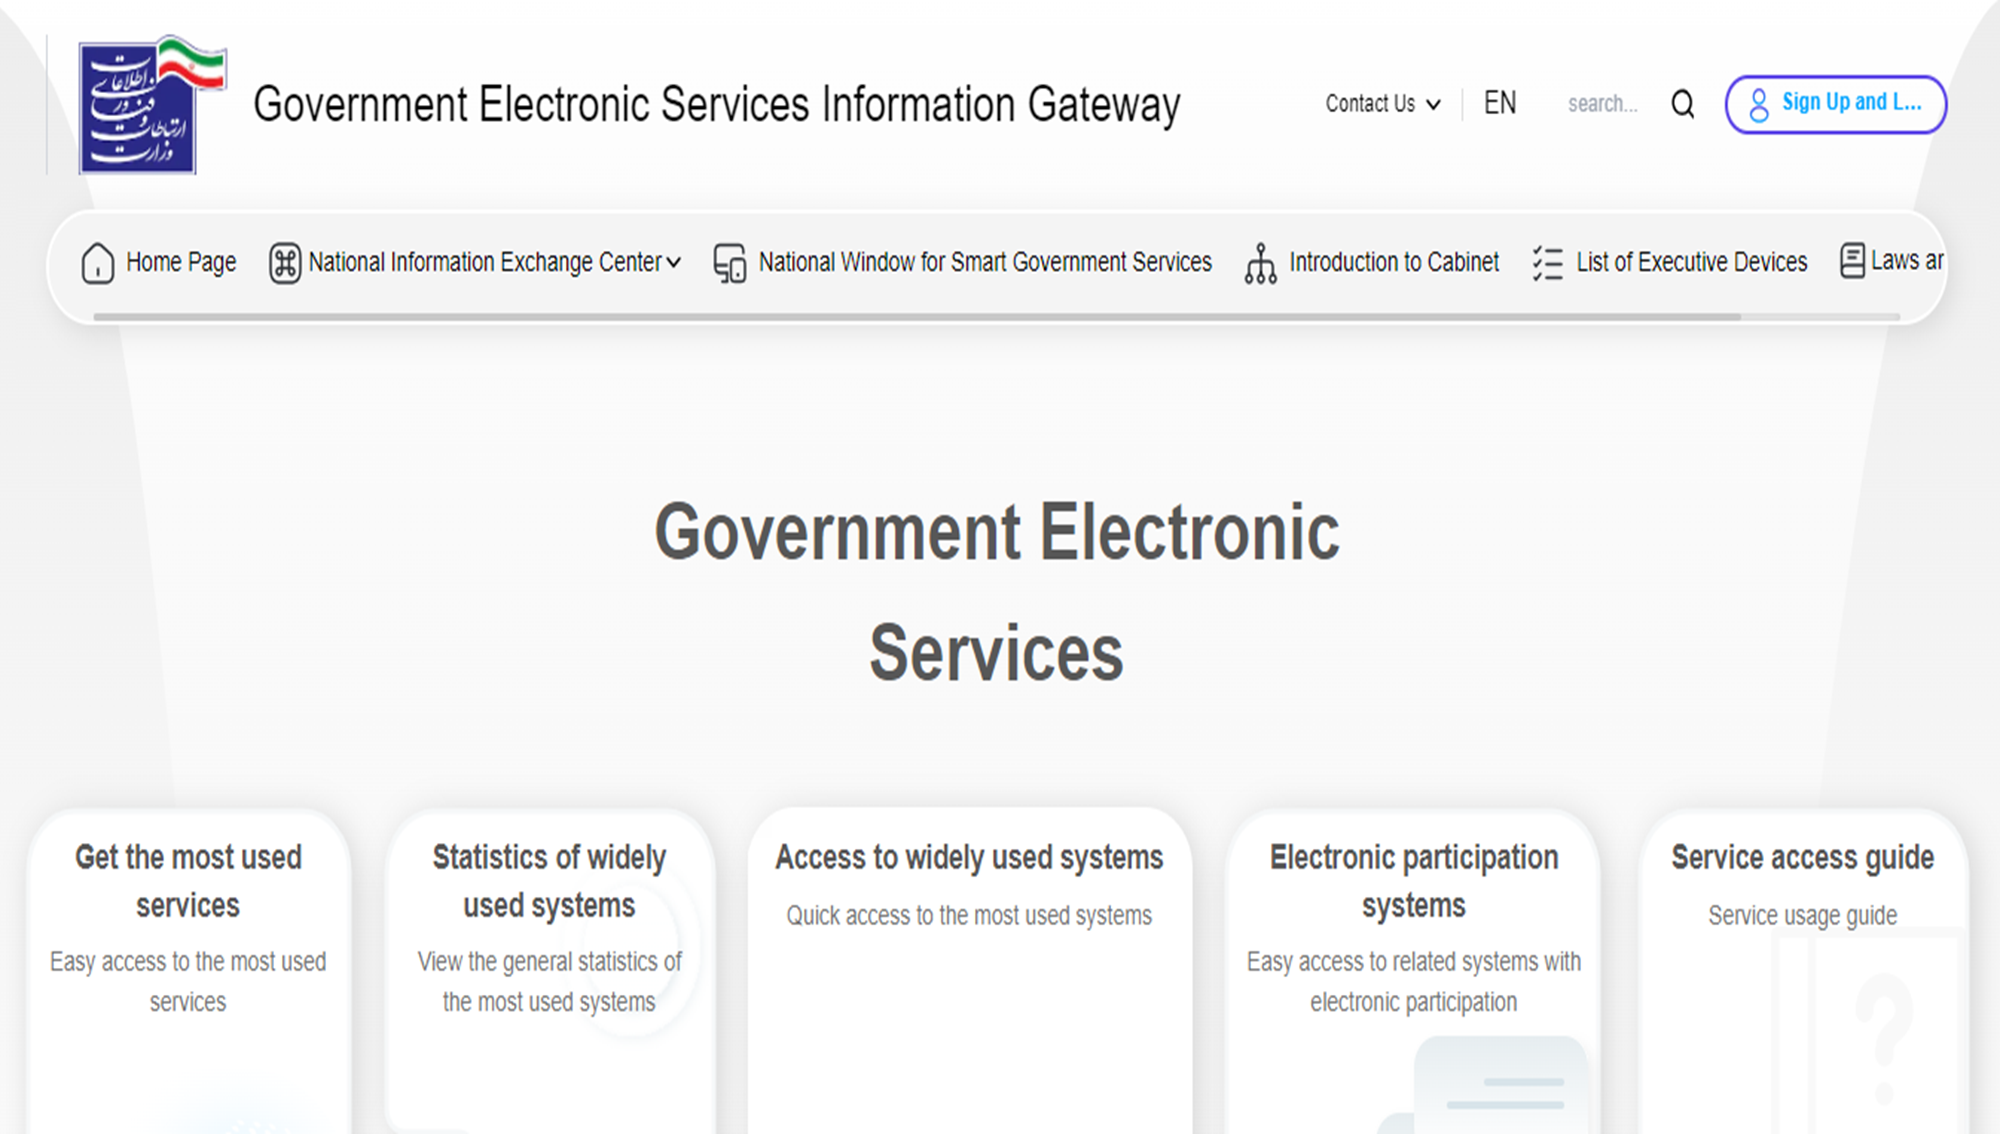 وزارت
ارتباطات
و
فناوری
اطلاعات
Government Electronic Services Information Gateway
Contact Us
EN
search...
Sign Up and L...
Home Page
National Information Exchange Center
National Window for Smart Government Services
Introduction to Cabinet
List of Executive Devices
Laws ar
Government Electronic
Services
Get the most used
services
Easy access to the most used
services
Statistics of widely
used systems
View the general statistics of
the most used systems
Access to widely used systems
Quick access to the most used systems
Electronic participation
systems
Easy access to related systems with
electronic participation
Service access guide
Service usage guide
?